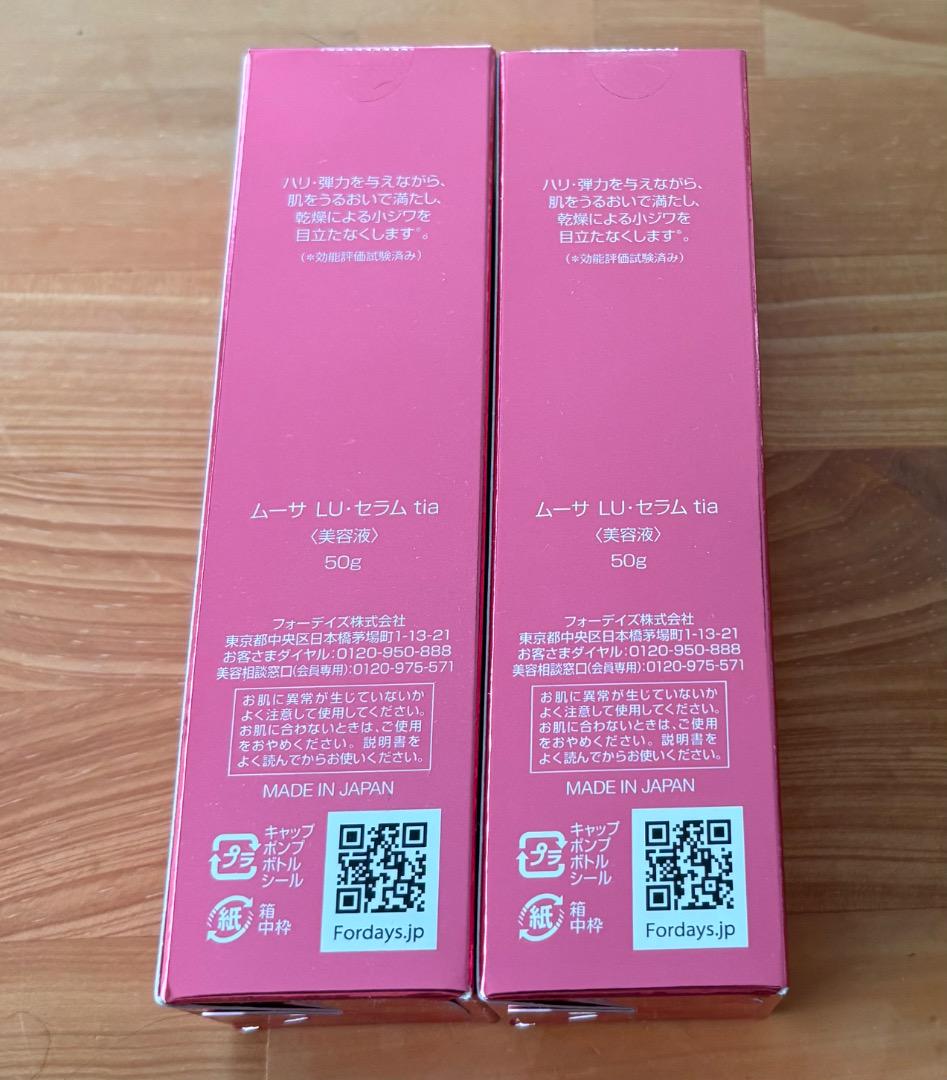 ハリ・弾力を与えながら、
肌をうるおいで満たし、
乾燥による小ジワを
目立たなくします*。
(*効能評価試験済み)
ムーサ LU・セラム tia
〈美容液〉
50g
フォーデイズ株式会社
東京都中央区日本橋茅場町1-13-21
お客さまダイヤル:0120-950-888
美容相談窓口(会員専用):0120-975-571
お肌に異常が生じていないか
よく注意して使用してください。
お肌に合わないときは、ご使用
をおやめください。説明書を
よく読んでからお使いください。
MADE IN JAPAN
プラ
キャップ
ポンプ
ボトル
シール
紙
箱
中枠
Fordays.jp
ハリ・弾力を与えながら、
肌をうるおいで満たし、
乾燥による小ジワを
目立たなくします*。
(*効能評価試験済み)
ムーサ LU・セラム tia
〈美容液〉
50g
フォーデイズ株式会社
東京都中央区日本橋茅場町1-13-21
お客さまダイヤル:0120-950-888
美容相談窓口(会員専用):0120-975-571
お肌に異常が生じていないか
よく注意して使用してください。
お肌に合わないときは、ご使用
をおやめください。説明書を
よく読んでからお使いください。
MADE IN JAPAN
プラ
キャップ
ポンプ
ボトル
シール
紙
箱
中枠
Fordays.jp